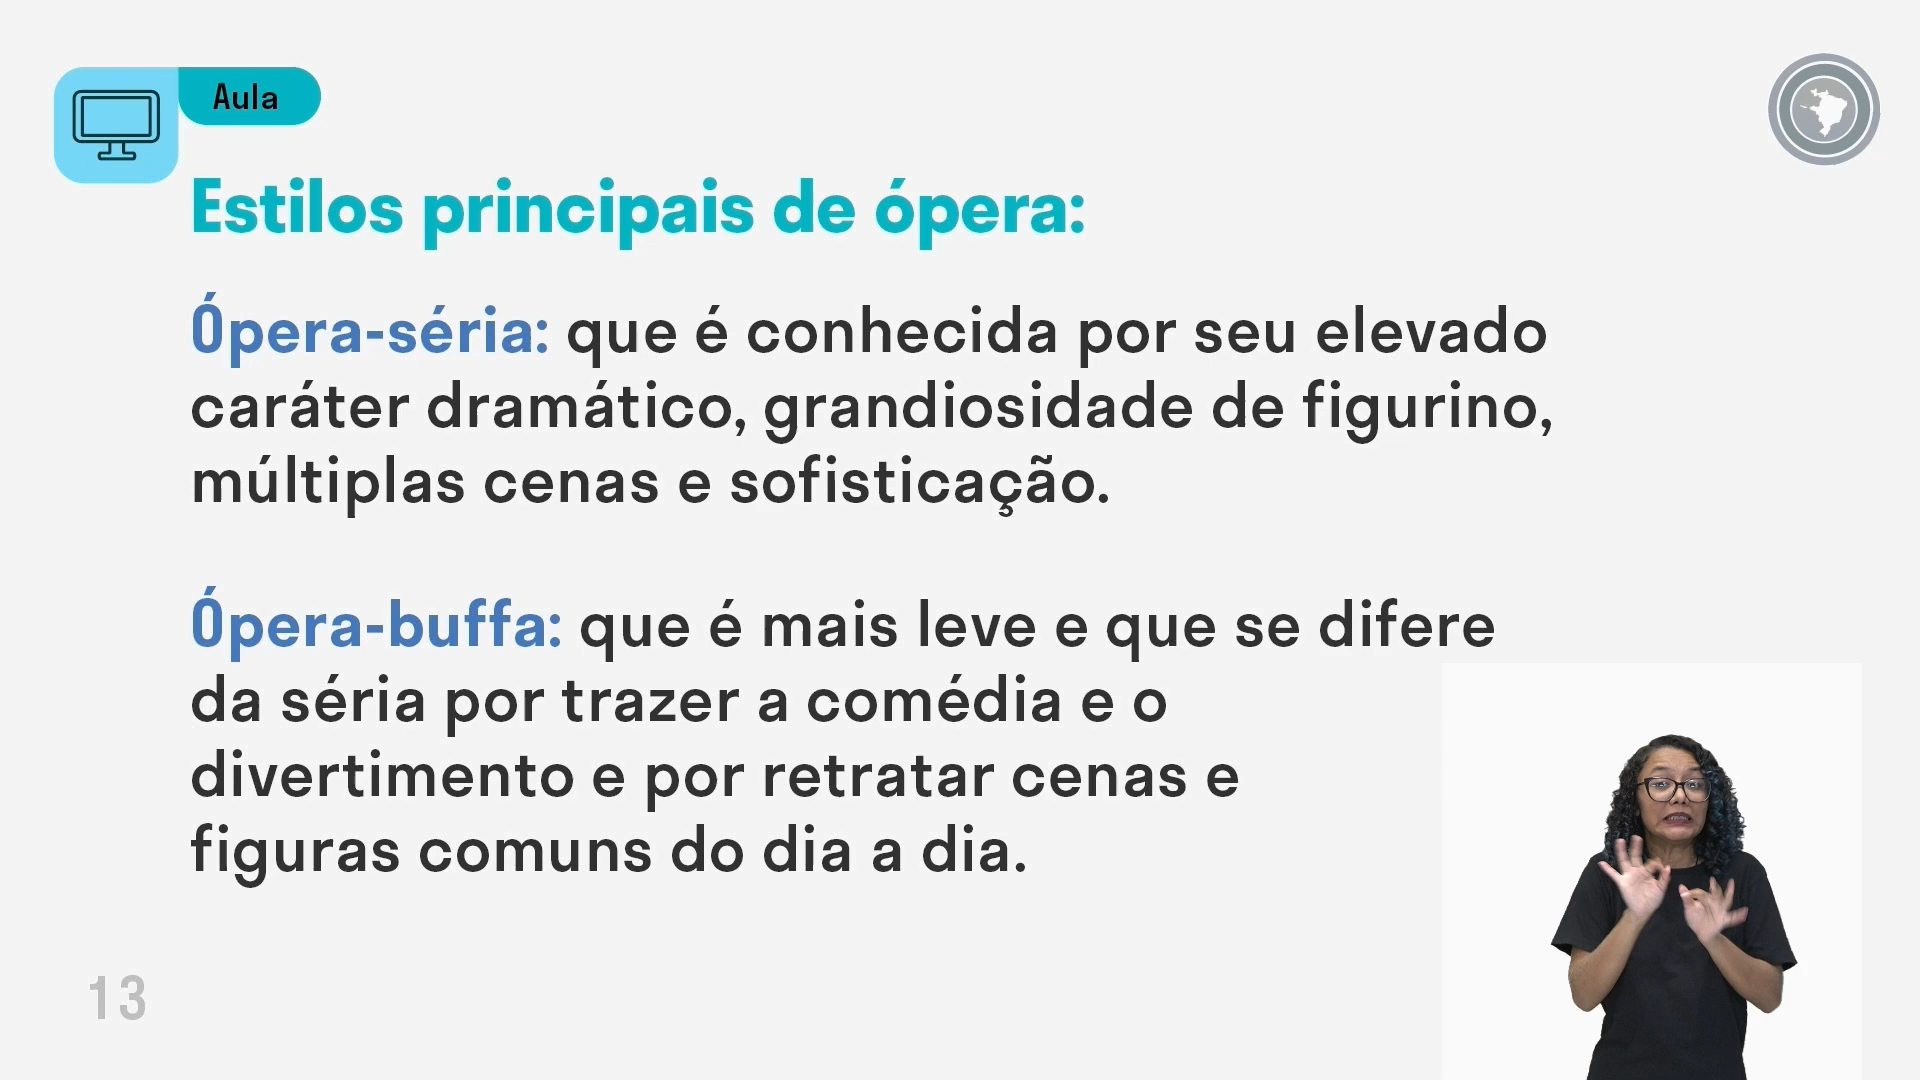 Aula
Estilos principais de ópera:
Ópera-séria: que é conhecida por seu elevado
caráter dramático, grandiosidade de figurino,
múltiplas cenas e sofisticação.
Ópera-buffa: que é mais leve e que se difere
da séria por trazer a comédia e o
divertimento e por retratar cenas e
figuras comuns do dia a dia.
13